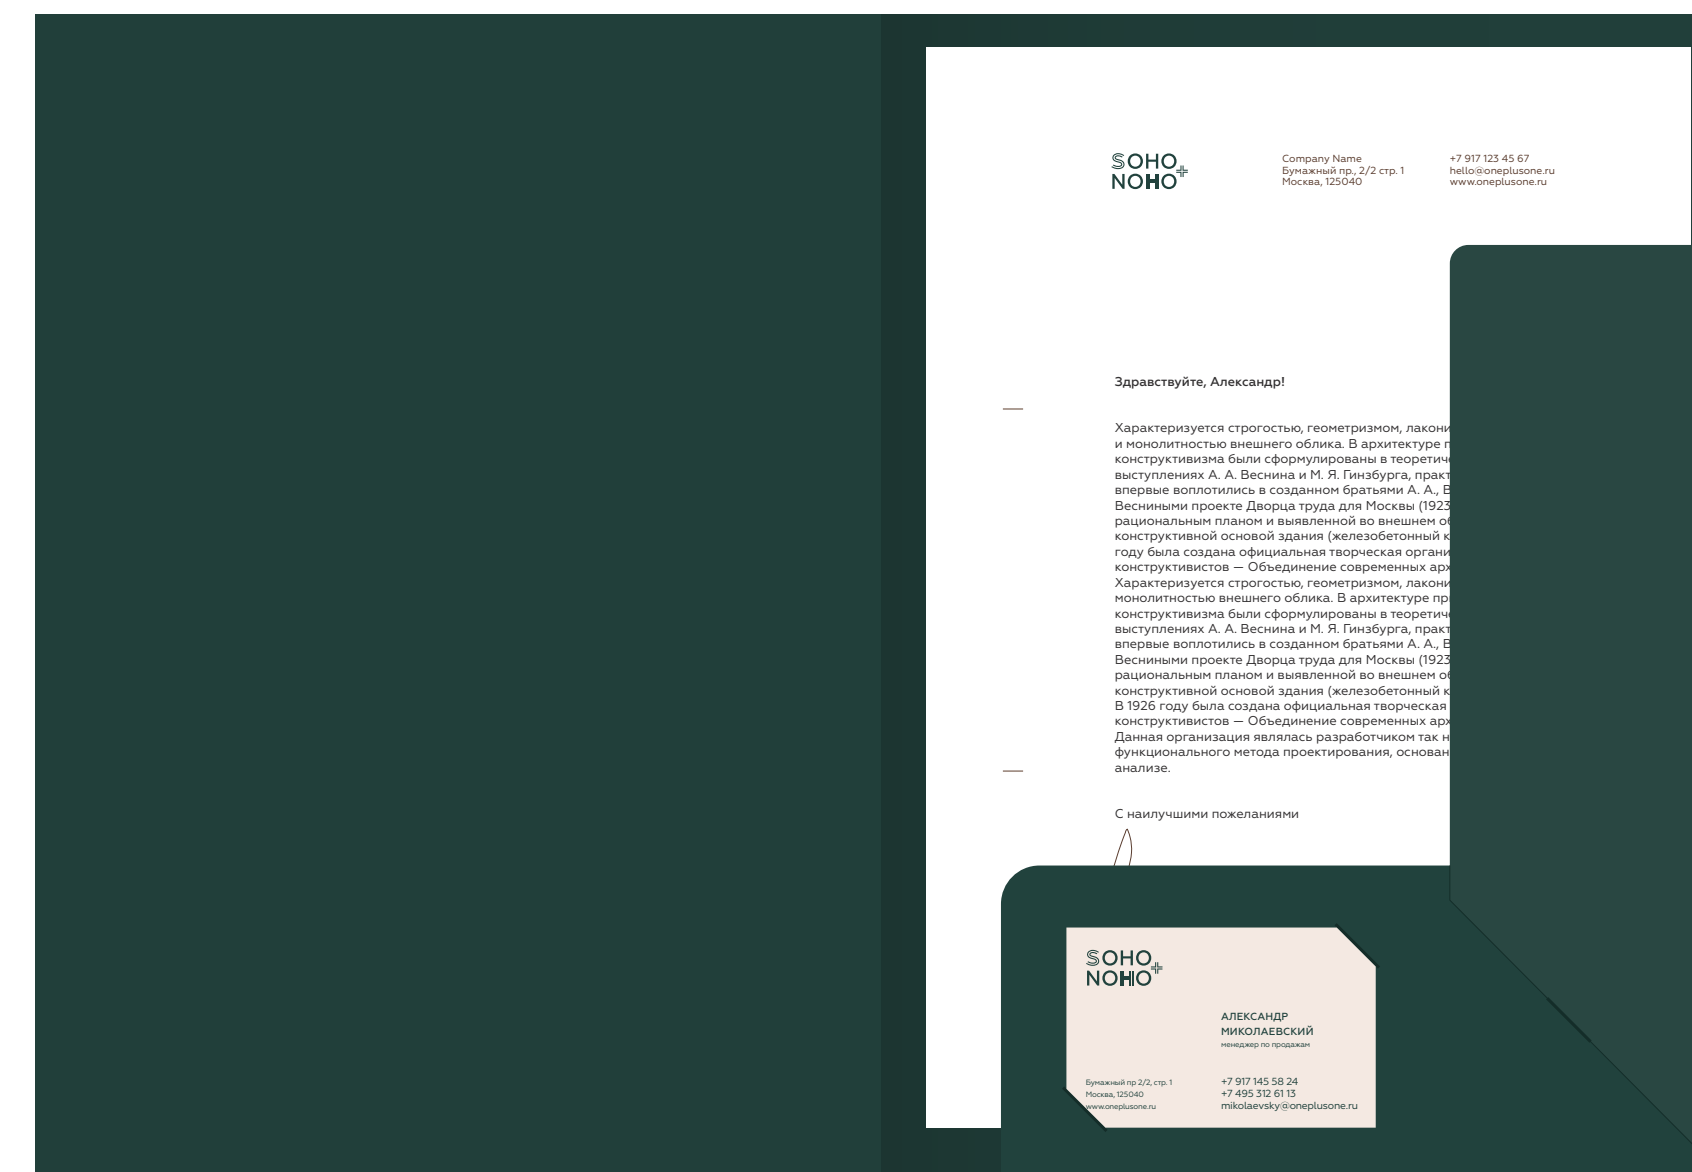 SOHO
NOHO+
Company Name
Бумажный пр., 2/2 стр. 1
Москва, 125040
+7 917 123 45 67
hello@oneplusone.ru
www.oneplusone.ru
Здравствуйте, Александр!
Характеризуется строгостью, геометризмом, лакони
и монолитностью внешнего облика. В архитектуре п
конструктивизма были сформулированы в теоретиче
выступлениях А. А. Веснина и М. Я. Гинзбурга, практ
впервые воплотились в созданном братьями А. А., В
Весниными проекте Дворца труда для Москвы (1923
рациональным планом и выявленной во внешнем об
конструктивной основой здания (железобетонный к
году была создана официальная творческая органи
конструктивистов — Объединение современных арх
Характеризуется строгостью, геометризмом, лакони
монолитностью внешнего облика. В архитектуре пр
конструктивизма были сформулированы в теоретиче
выступлениях А. А. Веснина и М. Я. Гинзбурга, практ
впервые воплотились в созданном братьями А. А., В
Весниными проекте Дворца труда для Москвы (1923
рациональным планом и выявленной во внешнем об
конструктивной основой здания (железобетонный к
В 1926 году была создана официальная творческая
конструктивистов — Объединение современных арх
Данная организация являлась разработчиком так н
функционального метода проектирования, основан
анализе.
С наилучшими пожеланиями
SOHO
NOHO+
АЛЕКСАНДР
МИКОЛАЕВСКИЙ
менеджер по продажам
Бумажный пр 2/2, стр. 1
Москва, 125040
www.oneplusone.ru
+7 917 145 58 24
+7 495 312 61 13
mikolaevsky@oneplusone.ru